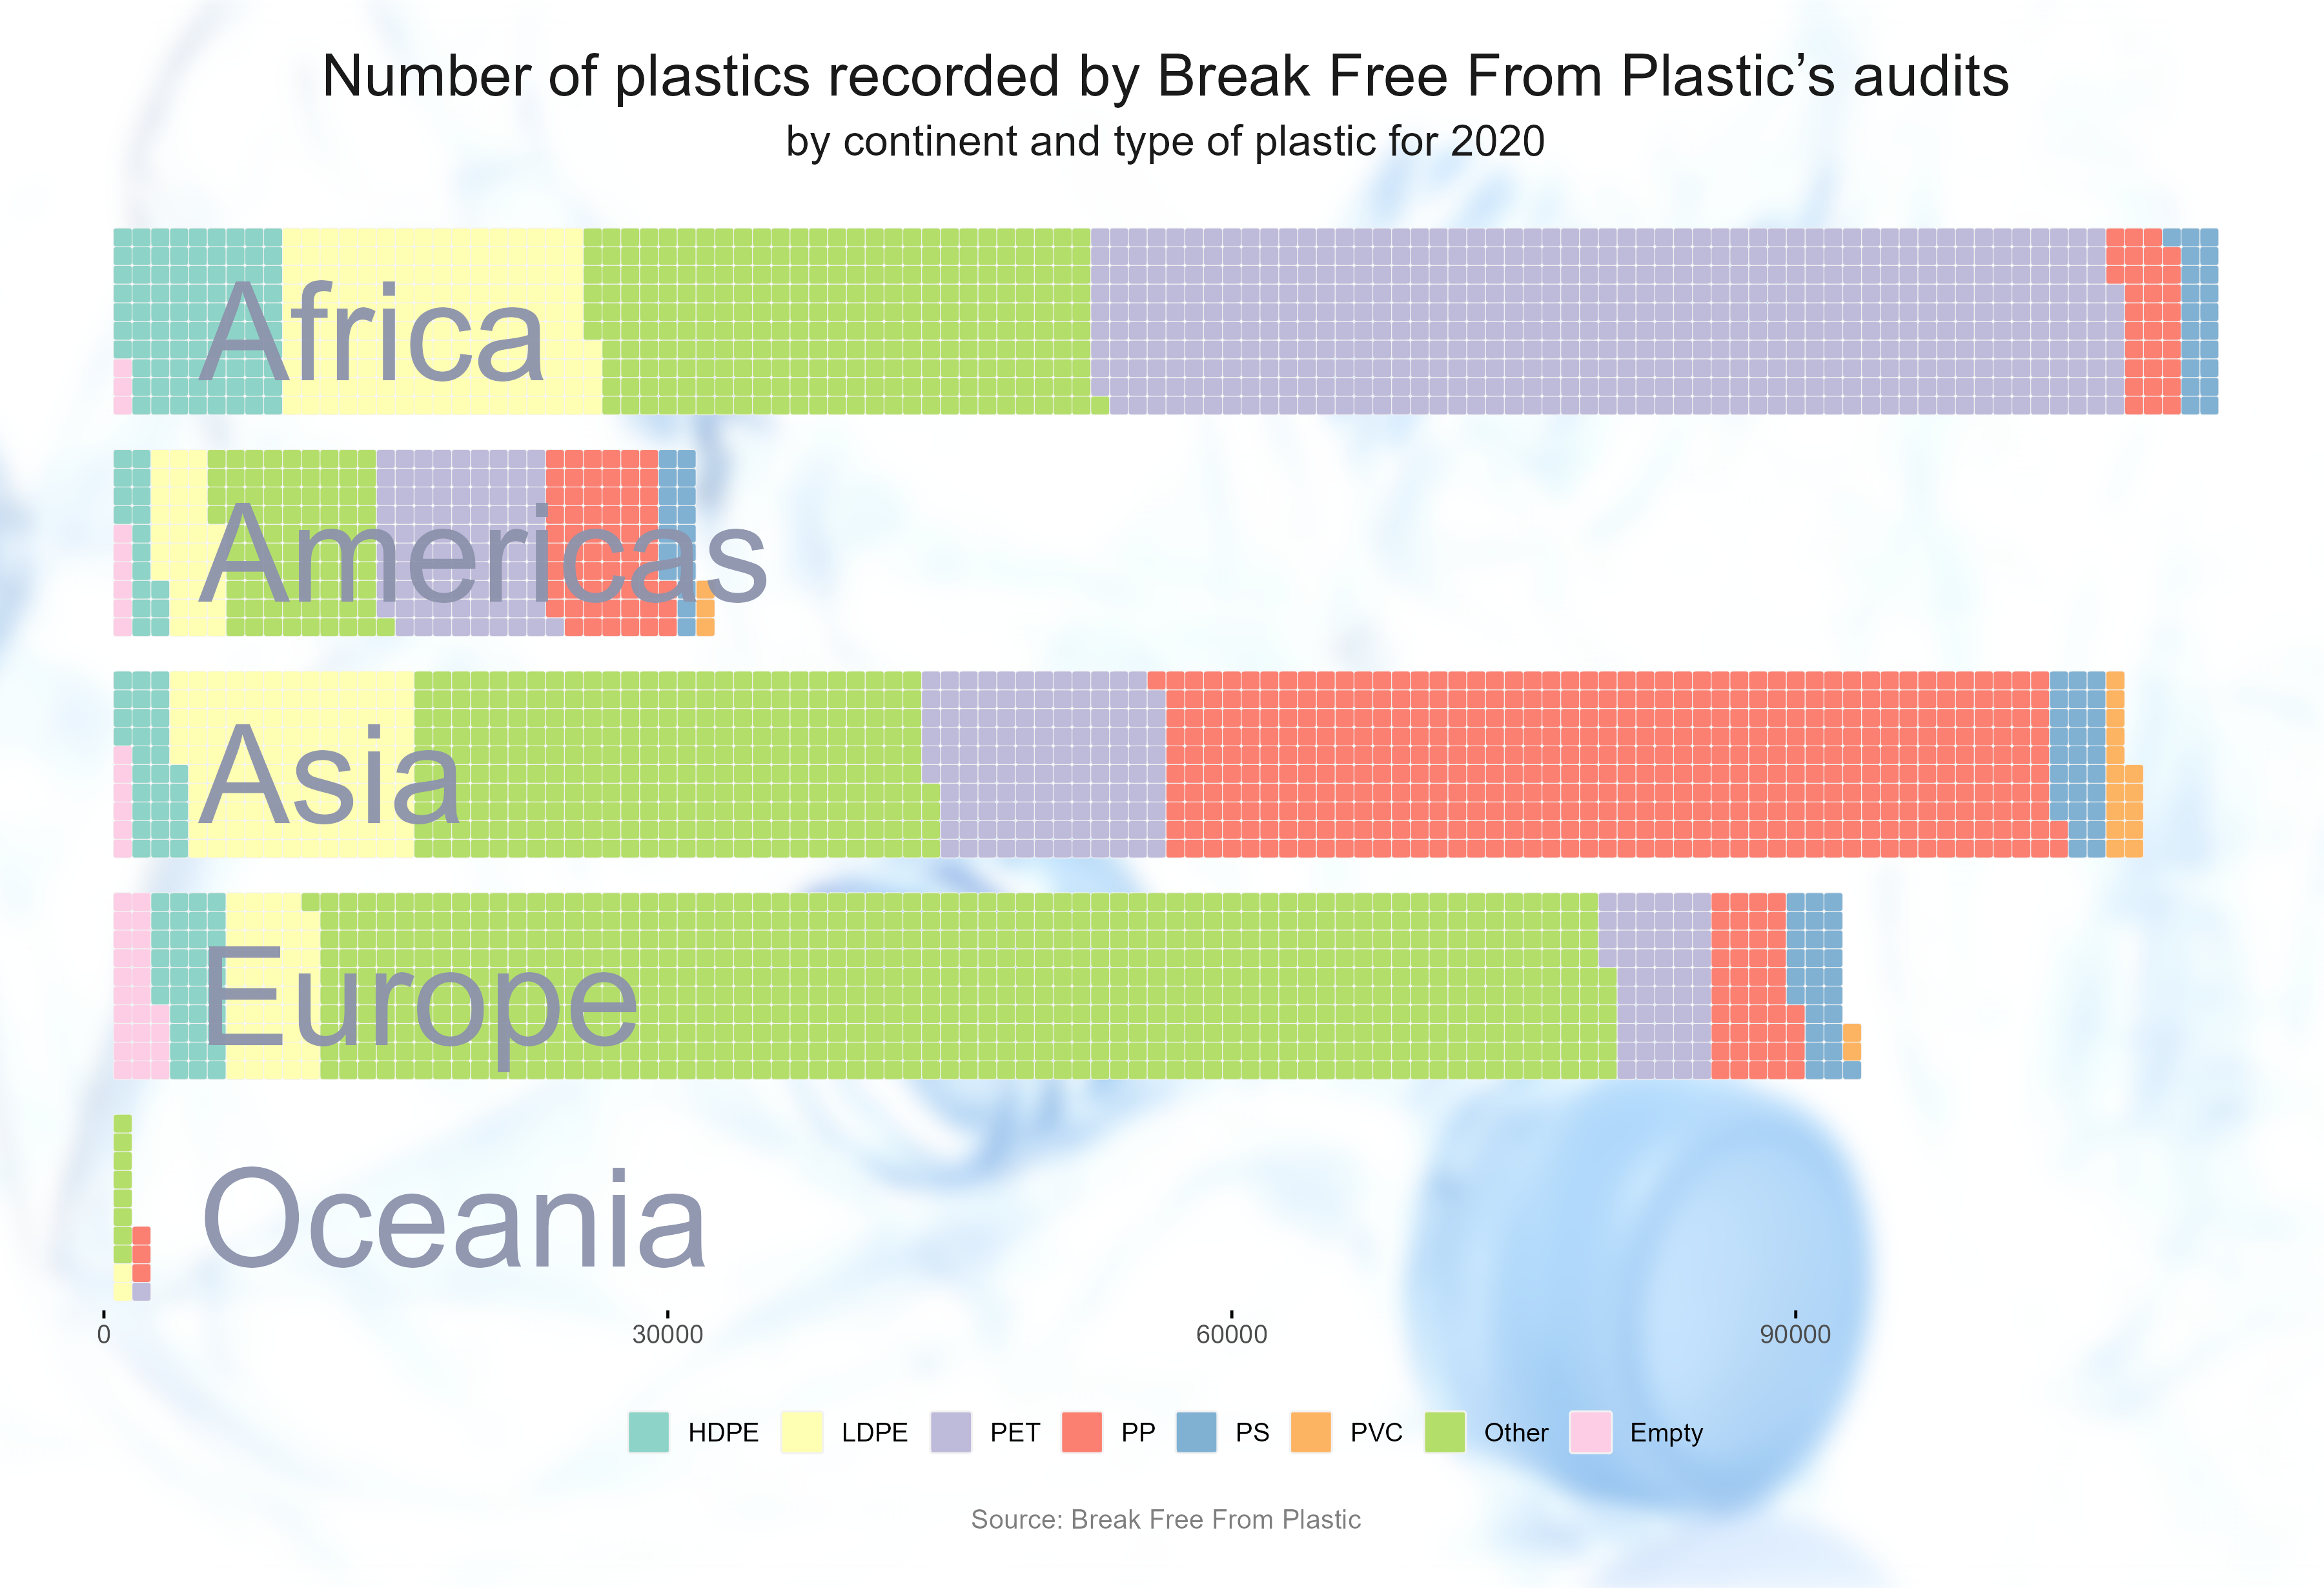 Number of plastics recorded by Break Free From Plastic’s audits
by continent and type of plastic for 2020
Africa
Americas
Asia
Europe
Oceania
0 30000 60000 90000
HDPE LDPE PET PP PS PVC Other Empty
Source: Break Free From Plastic